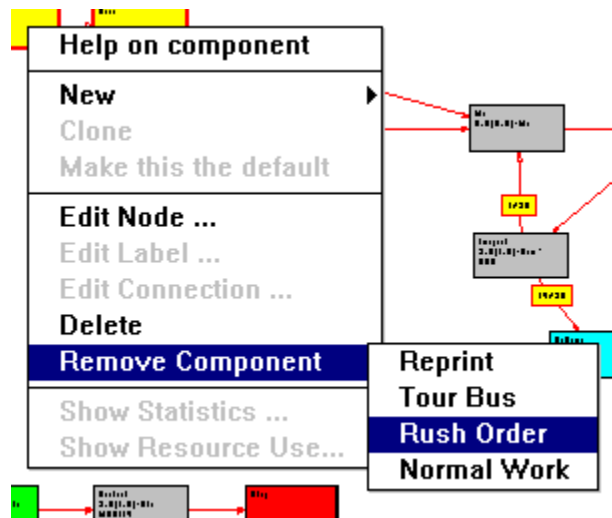 Help on component
New
Clone
Make this the default
Edit Node ...
Edit Label ...
Edit Connection ...
Delete
Remove Component
Show Statistics ...
Show Resource Use...
Reprint
Tour Bus
Rush Order
Normal Work